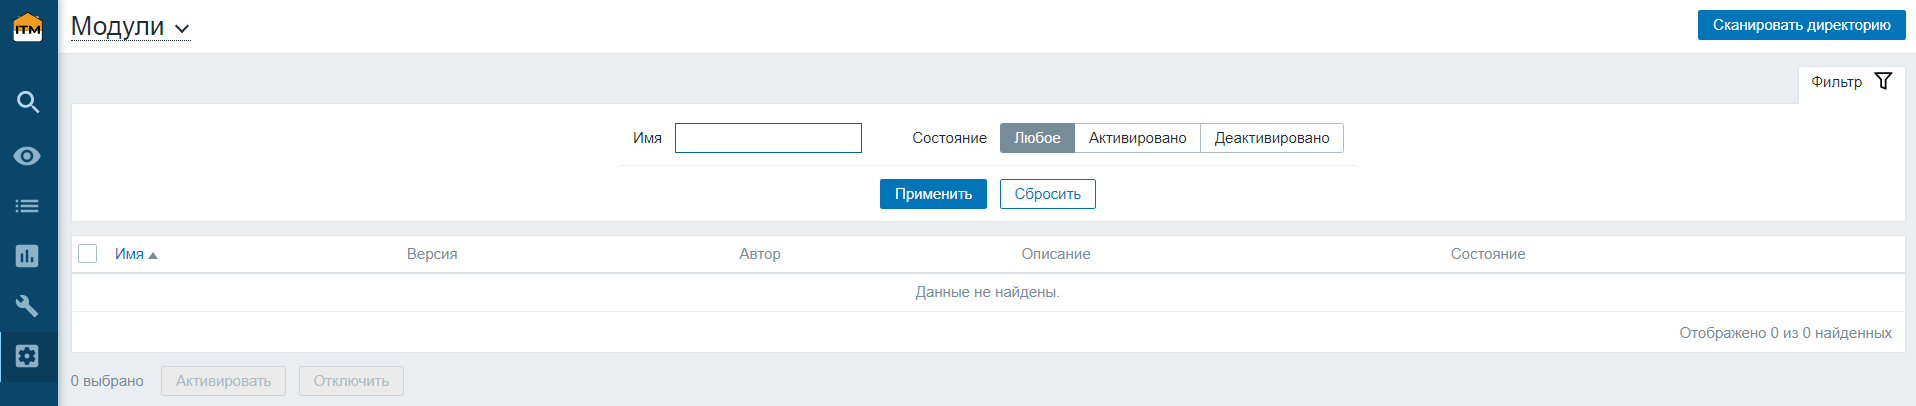 ITM
Модули
Сканировать директорию
Фильтр
Имя Состояние Любое Активировано Деактивировано
Применить Сбросить
Имя Версия Автор Описание Состояние
Данные не найдены.
Отображено 0 из 0 найденных
0 выбрано Активировать Отключить